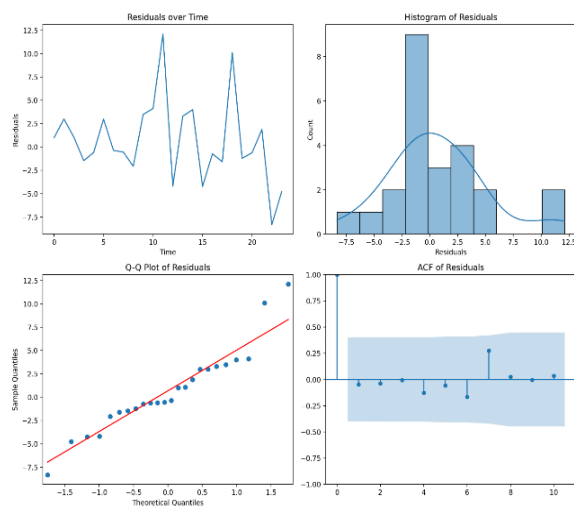 Residuals over Time
12.5
10.0
7.5
5.0
2.5
0.0
-2.5
-5.0
-7.5
Residuals
0 5 10 15 20
Time
Histogram of Residuals
8
6
4
2
0
Count
-7.5 -5.0 -2.5 0.0 2.5 5.0 7.5 10.0 12.5
Residuals
Q-Q Plot of Residuals
12.5
10.0
7.5
5.0
2.5
0.0
-2.5
-5.0
-7.5
Sample Quantiles
-1.5 -1.0 -0.5 0.0 0.5 1.0 1.5
Theoretical Quantiles
ACF of Residuals
1.00
0.75
0.50
0.25
0.00
-0.25
-0.50
-0.75
-1.00
0 2 4 6 8 10